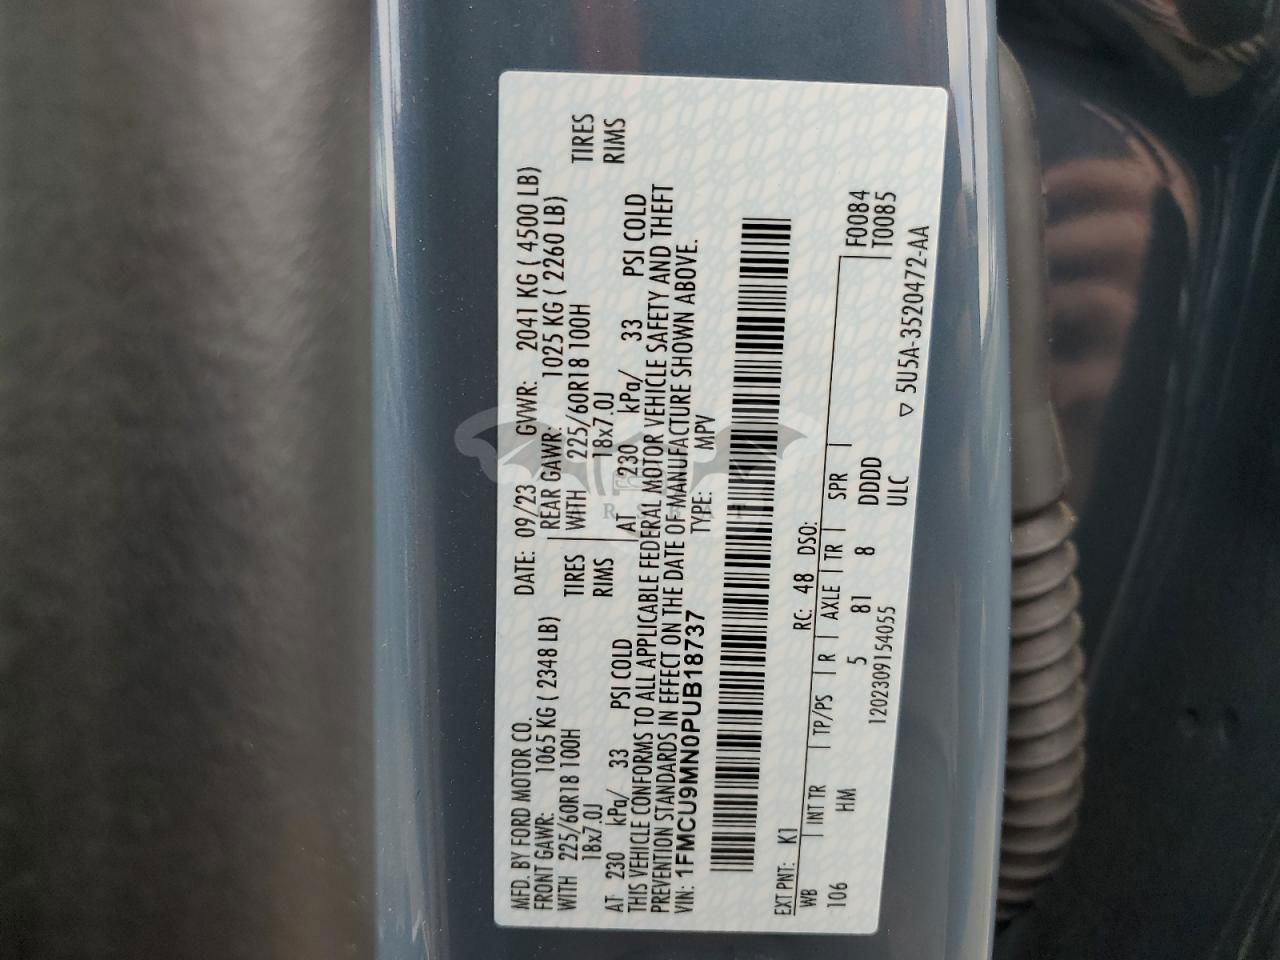 MFD. BY FORD MOTOR CO. DATE: 09/23 GVWR: 2041 KG ( 4500 LB)
FRONT GAWR: 1065 KG ( 2348 LB) REAR GAWR: 1025 KG ( 2260 LB)
WITH 225/60R18 100H TIRES WITH 225/60R18 100H TIRES
18x7.0J RIMS 18x7.0J RIMS
AT 230 kPa/ 33 PSI COLD AT 230 kPa/ 33 PSI COLD
THIS VEHICLE CONFORMS TO ALL APPLICABLE FEDERAL MOTOR VEHICLE SAFETY AND THEFT
PREVENTION STANDARDS IN EFFECT ON THE DATE OF MANUFACTURE SHOWN ABOVE.
VIN: 1FMCU9MN0PUB18737 TYPE: MPV
EXT PNT: K1 RC: 48 DSO:
WB INT TR TP/PS R AXLE TR SPR F0084
106 HM 5 81 8 DDDD T0085
120230915​4055 ULC
▽ 5U5A-3520472-AA